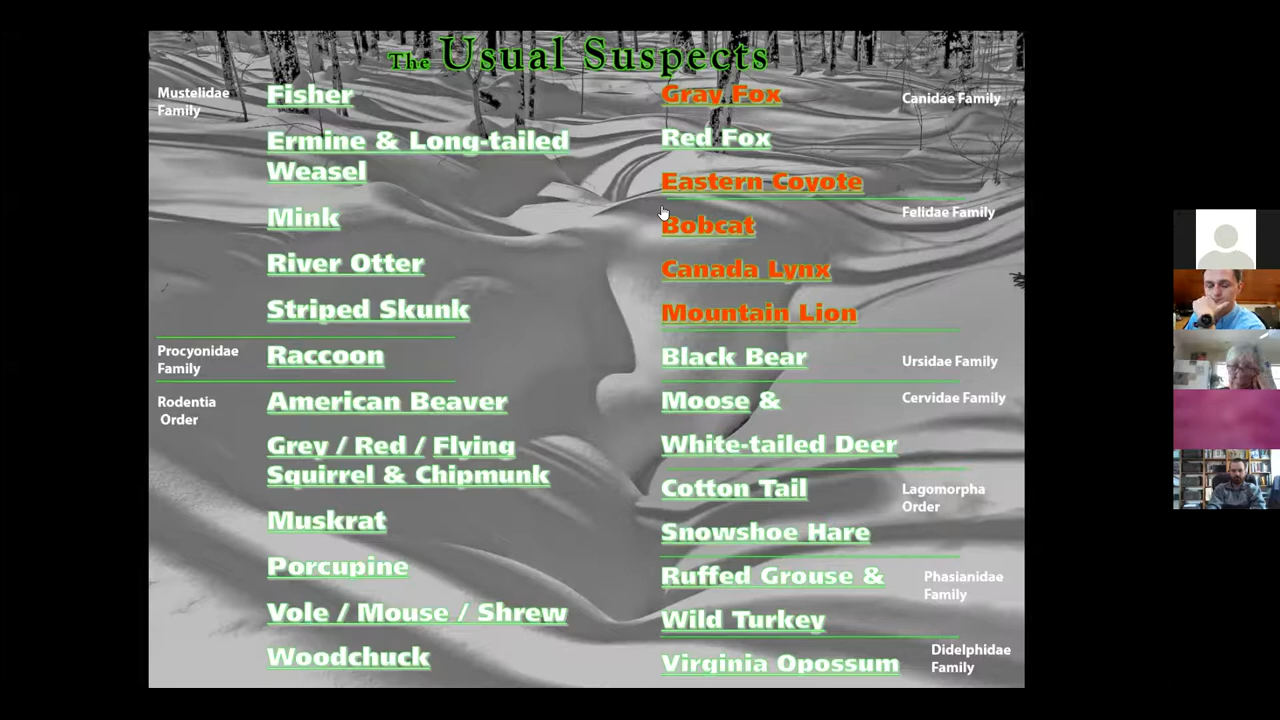 The Usual Suspects
Mustelidae
Family
Fisher
Ermine & Long-tailed
Weasel
Mink
River Otter
Striped Skunk
Procyonidae
Family
Raccoon
Rodentia
Order
American Beaver
Grey / Red / Flying
Squirrel & Chipmunk
Muskrat
Porcupine
Vole / Mouse / Shrew
Woodchuck
Gray Fox
Canidae Family
Red Fox
Eastern Coyote
Felidae Family
Bobcat
Canada Lynx
Mountain Lion
Black Bear
Ursidae Family
Moose &
Cervidae Family
White-tailed Deer
Cotton Tail
Lagomorpha
Order
Snowshoe Hare
Ruffed Grouse &
Phasianidae
Family
Wild Turkey
Virginia Opossum
Didelphidae
Family